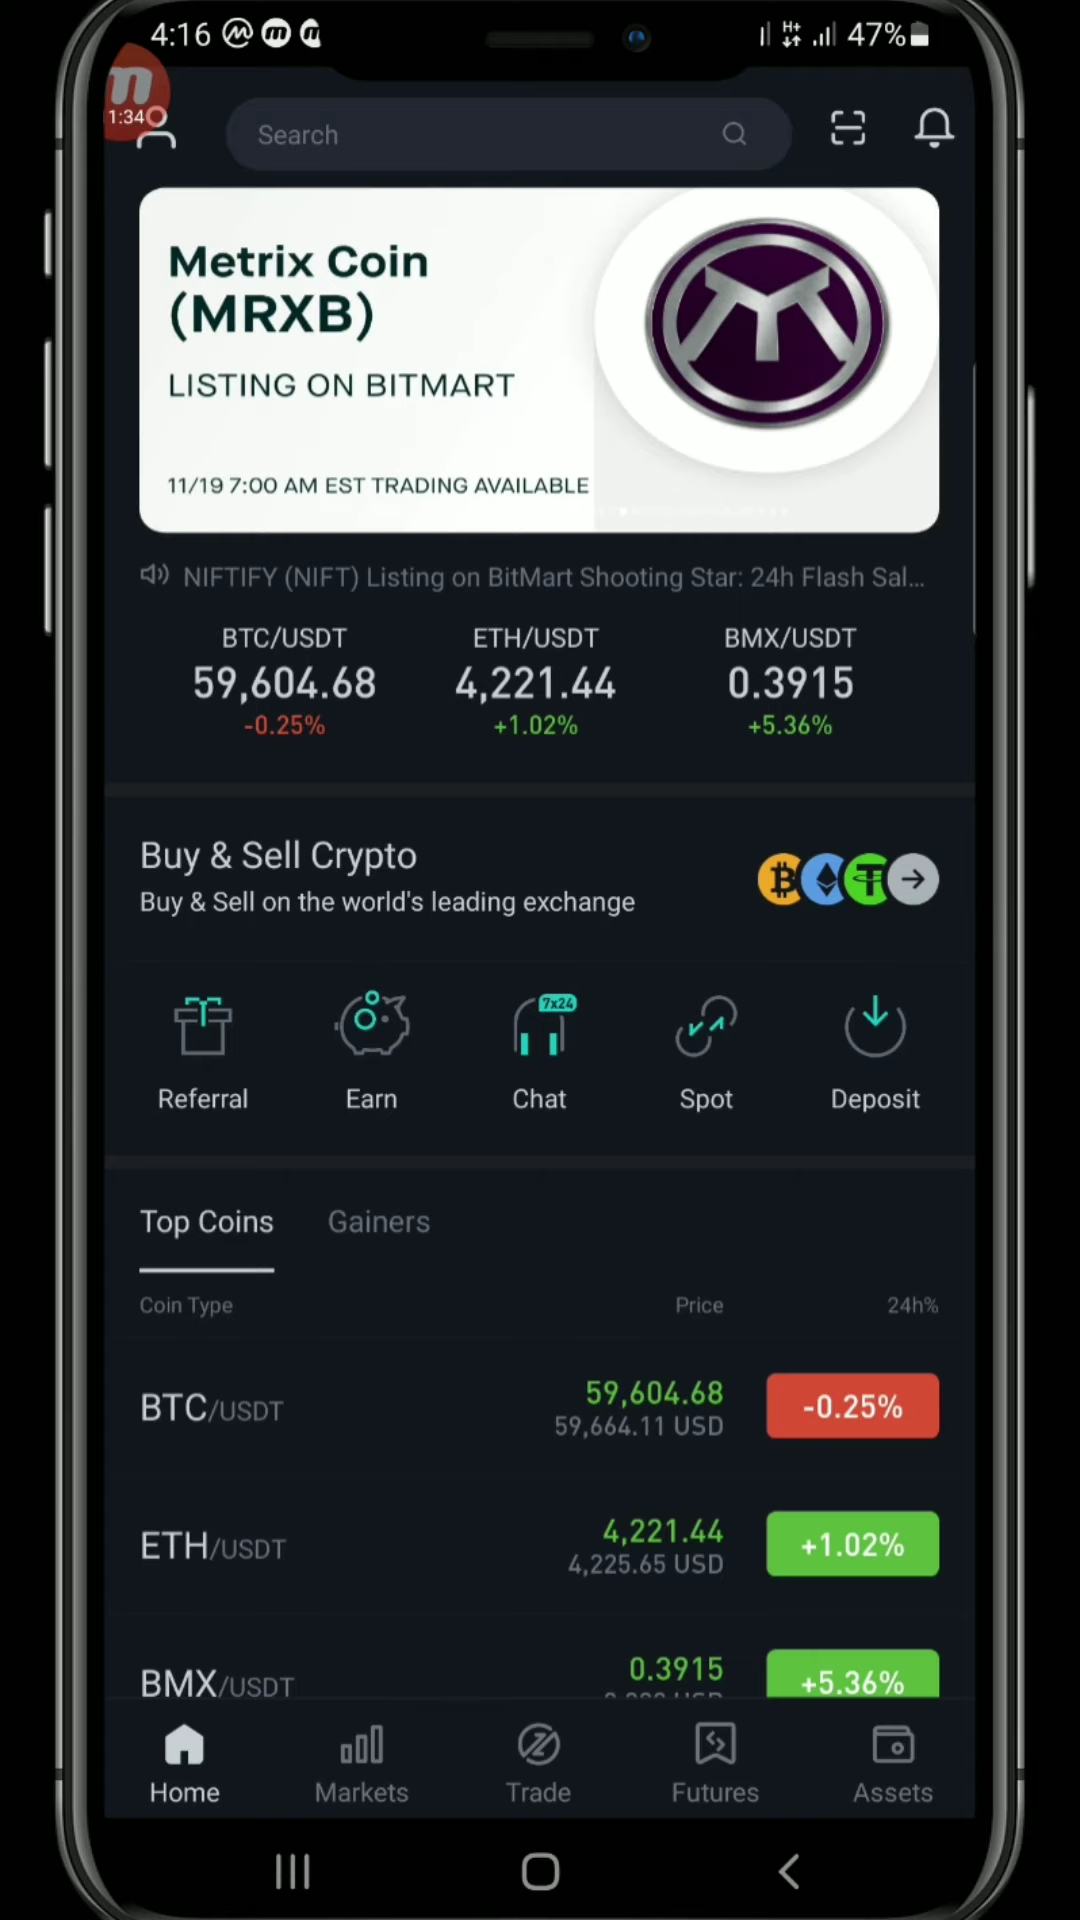 4:16
47%
1:34
Search
Metrix Coin
(MRXB)
LISTING ON BITMART
11/19 7:00 AM EST TRADING AVAILABLE
NIFTIFY (NIFT) Listing on BitMart Shooting Star: 24h Flash Sal...
BTC/USDT ETH/USDT BMX/USDT
59,604.68 4,221.44 0.3915
-0.25% +1.02% +5.36%
Buy & Sell Crypto
Buy & Sell on the world's leading exchange
7x24
Referral Earn Chat Spot Deposit
Top Coins Gainers
Coin Type Price 24h%
BTC/USDT 59,604.68 -0.25%
59,664.11 USD
ETH/USDT 4,221.44 +1.02%
4,225.65 USD
BMX/USDT 0.3915 +5.36%
Home Markets Trade Futures Assets